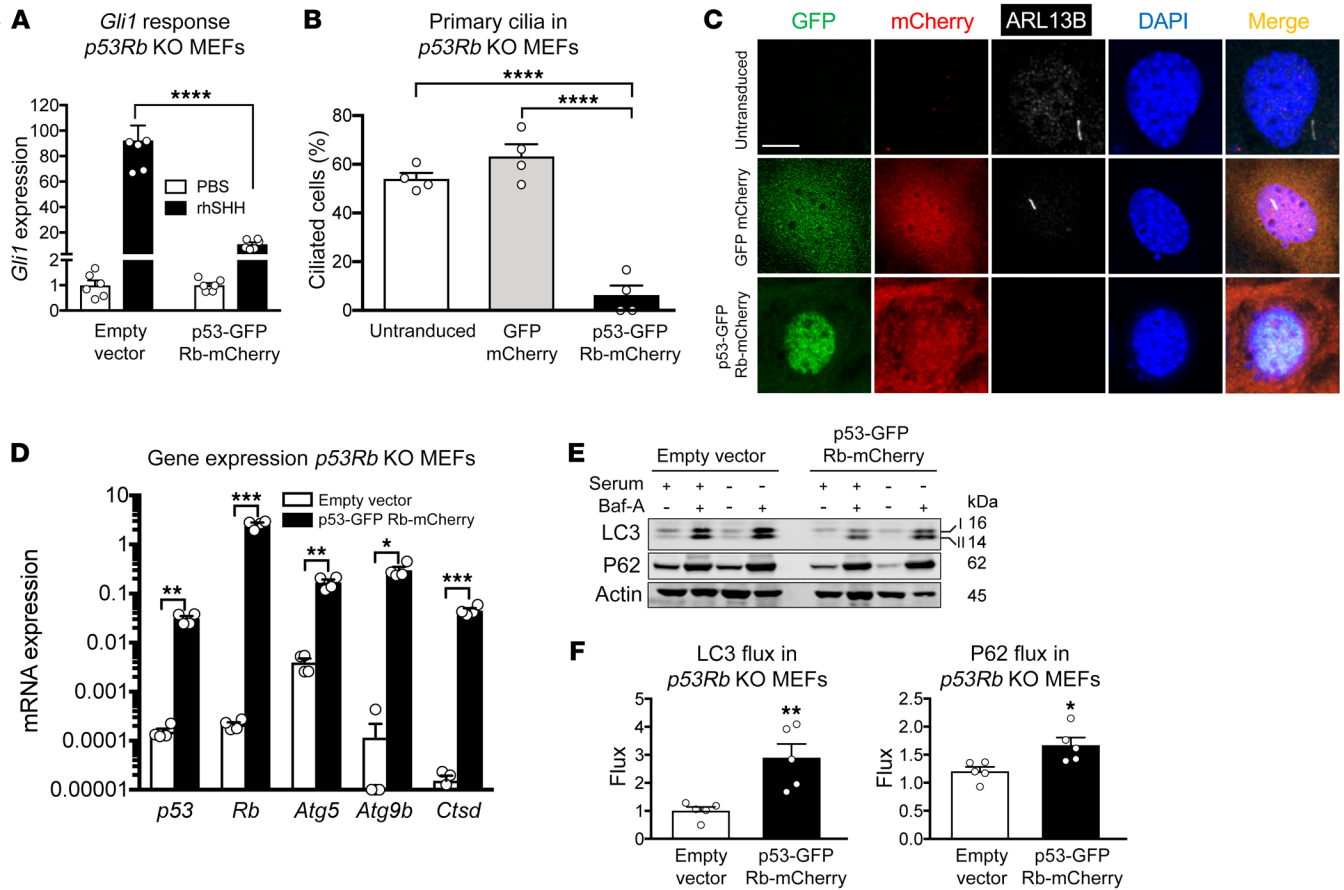 A
Gli1 response
p53Rb KO MEFs
****
Gli1 expression
120
100
80
60
40
20
2
1
0
PBS
rhSHH
Empty
vector
p53-GFP
Rb-mCherry
B
Primary cilia in
p53Rb KO MEFs
****
****
Ciliated cells (%)
80
60
40
20
0
Untranduced
GFP
mCherry
p53-GFP
Rb-mCherry
C
GFP
mCherry
ARL13B
DAPI
Merge
Untransduced
GFP mCherry
p53-GFP
Rb-mCherry
D
Gene expression p53Rb KO MEFs
mRNA expression
10
1
0.1
0.01
0.001
0.0001
0.00001
Empty vector
p53-GFP Rb-mCherry
**
***
**
*
***
p53
Rb
Atg5
Atg9b
Ctsd
E
Empty vector
p53-GFP
Rb-mCherry
Serum + + - - + + - -
Baf-A - + - + - + - +
kDa
LC3
I 16
II 14
P62
62
Actin
45
F
LC3 flux in
p53Rb KO MEFs
Flux
5
4
3
2
1
0
**
Empty
vector
p53-GFP
Rb-mCherry
P62 flux in
p53Rb KO MEFs
Flux
2.5
2.0
1.5
1.0
0.5
0.0
*
Empty
vector
p53-GFP
Rb-mCherry